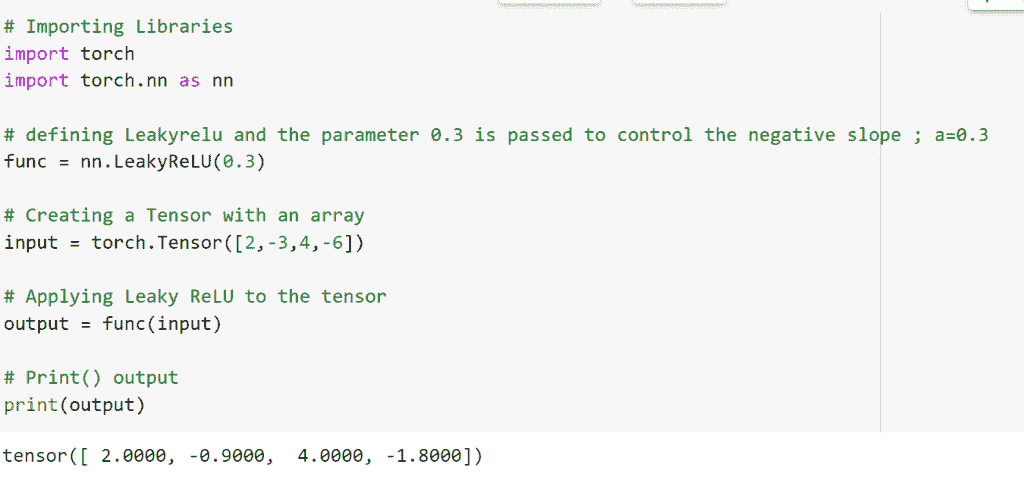 # Importing Libraries
import torch
import torch.nn as nn
# defining Leakyrelu and the parameter 0.3 is passed to control the negative slope ; a=0.3
func = nn.LeakyReLU(0.3)
# Creating a Tensor with an array
input = torch.Tensor([2,-3,4,-6])
# Applying Leaky ReLU to the tensor
output = func(input)
# Print() output
print(output)
tensor([ 2.0000, -0.9000,  4.0000, -1.8000])